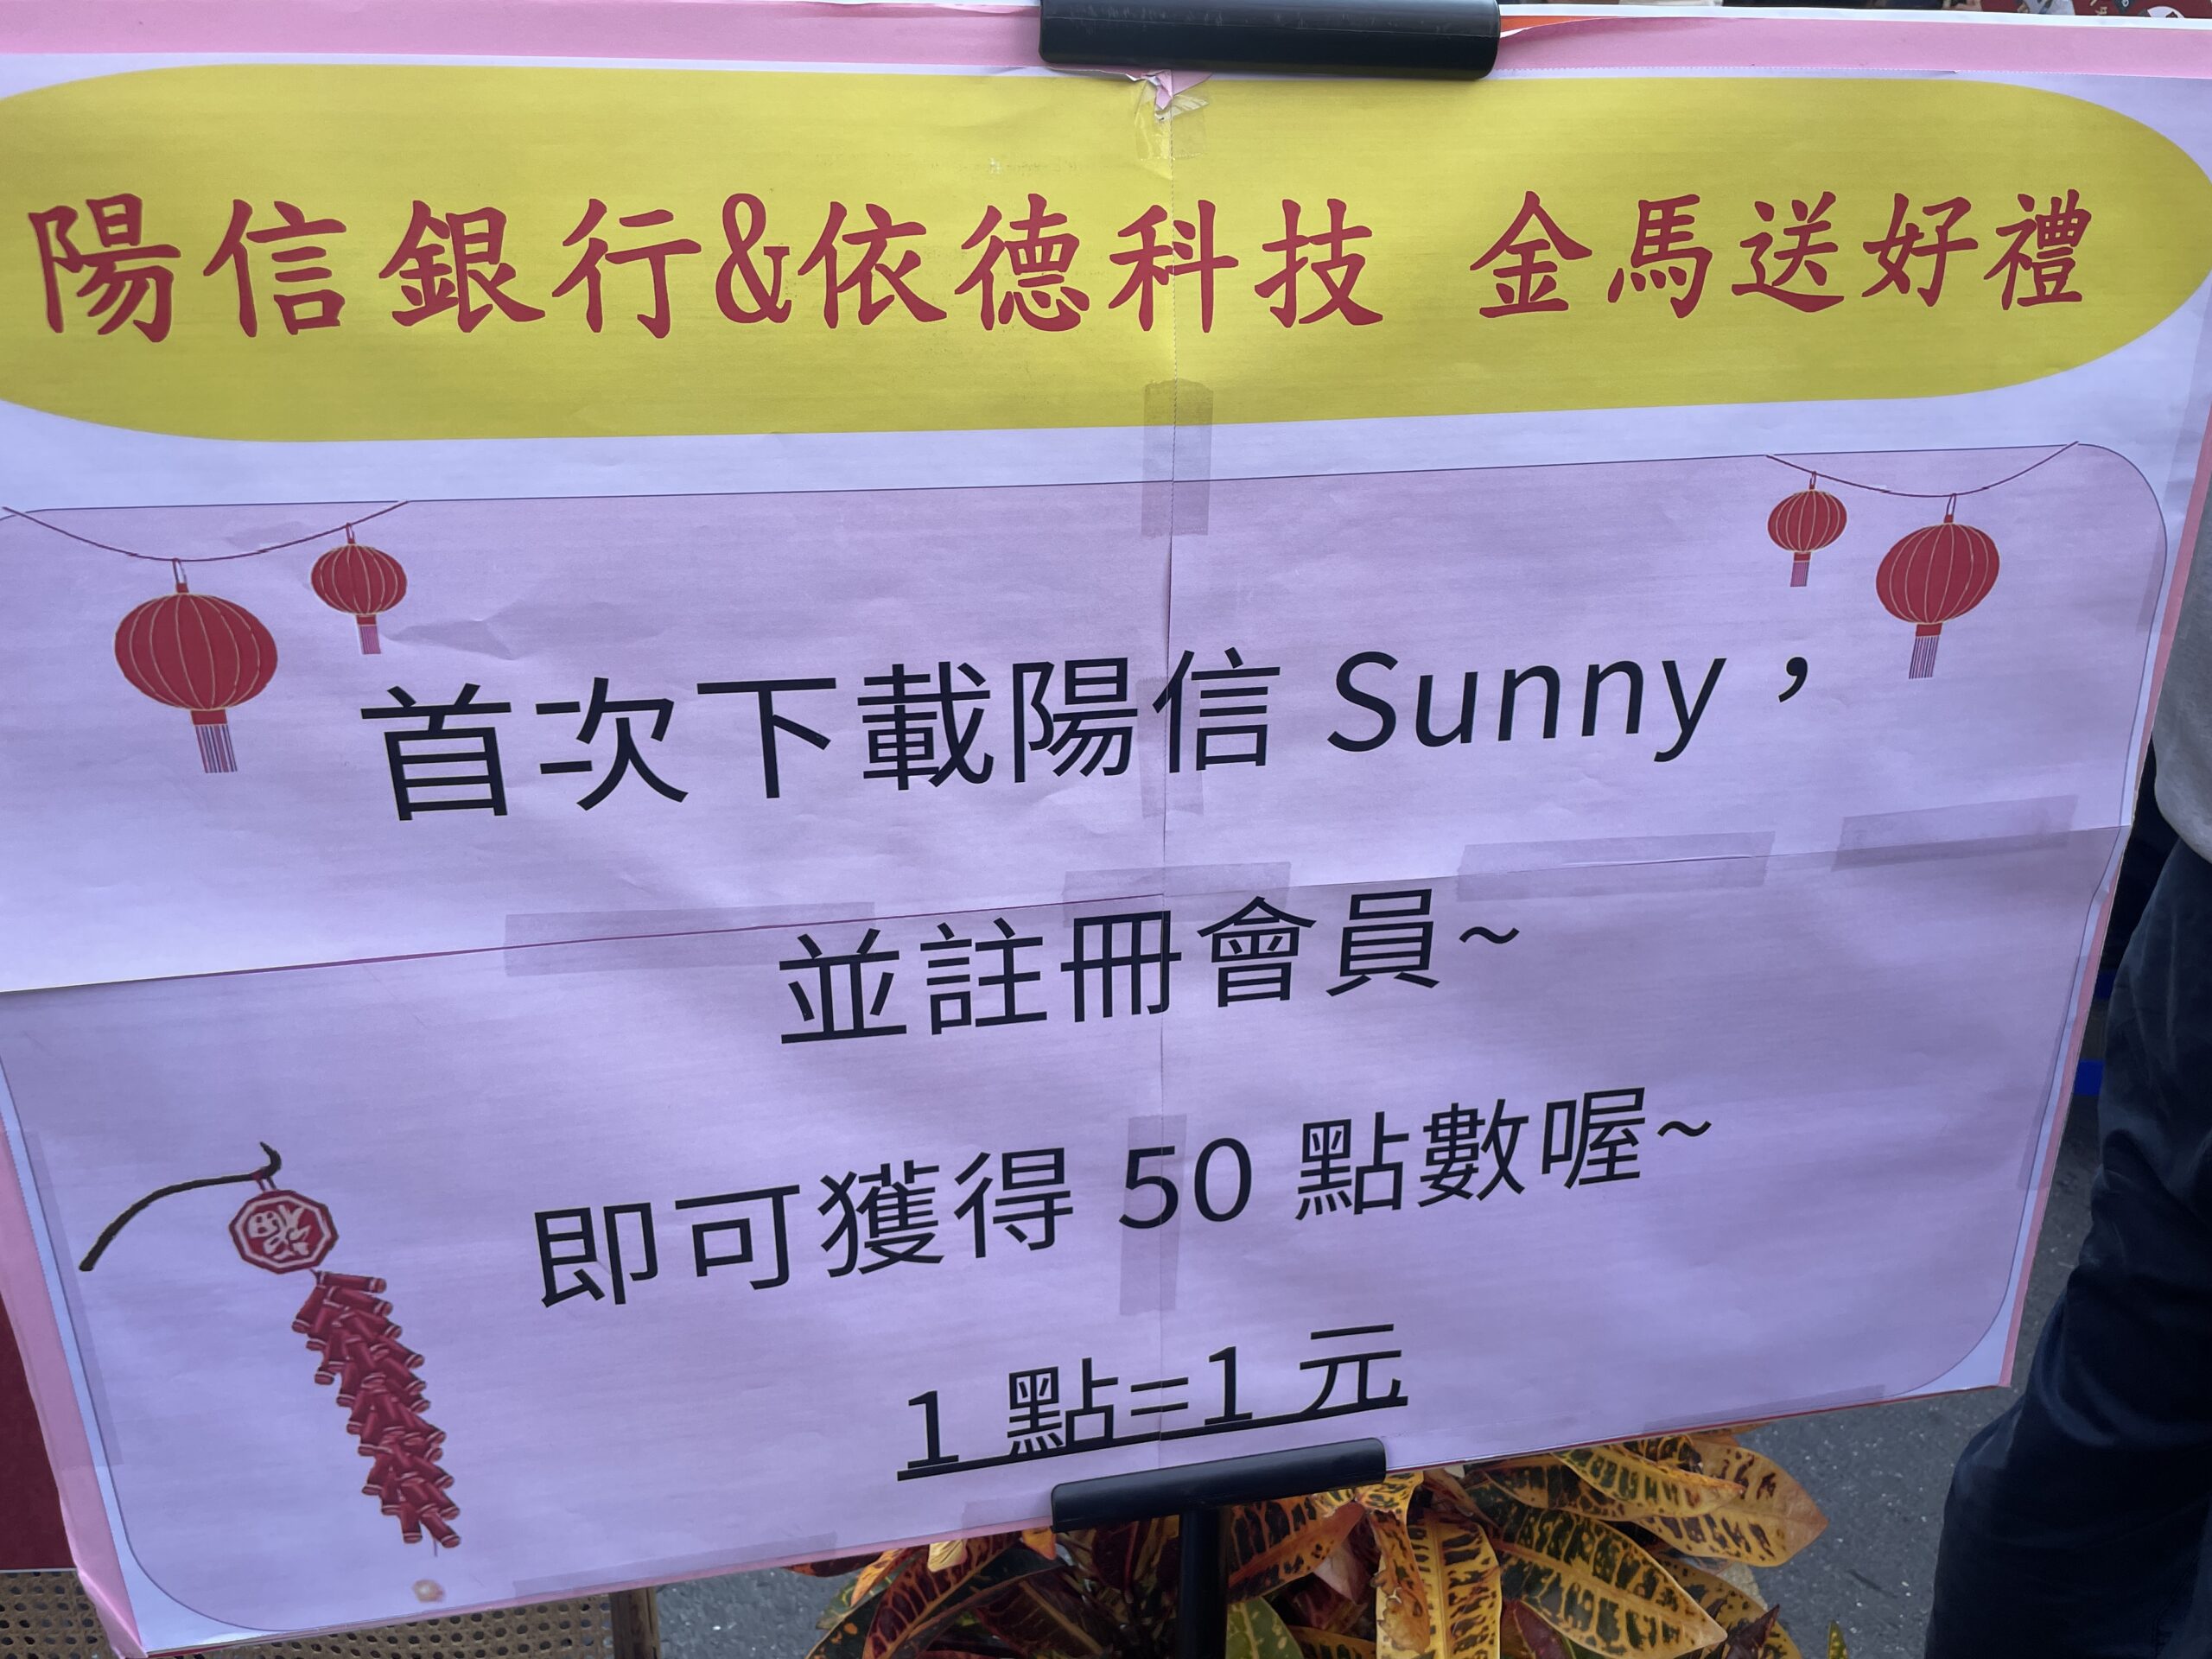 陽信銀行&依德科技 金馬送好禮
首次下載陽信 Sunny，
並註冊會員~
即可獲得 50 點數喔~
1 點=1 元